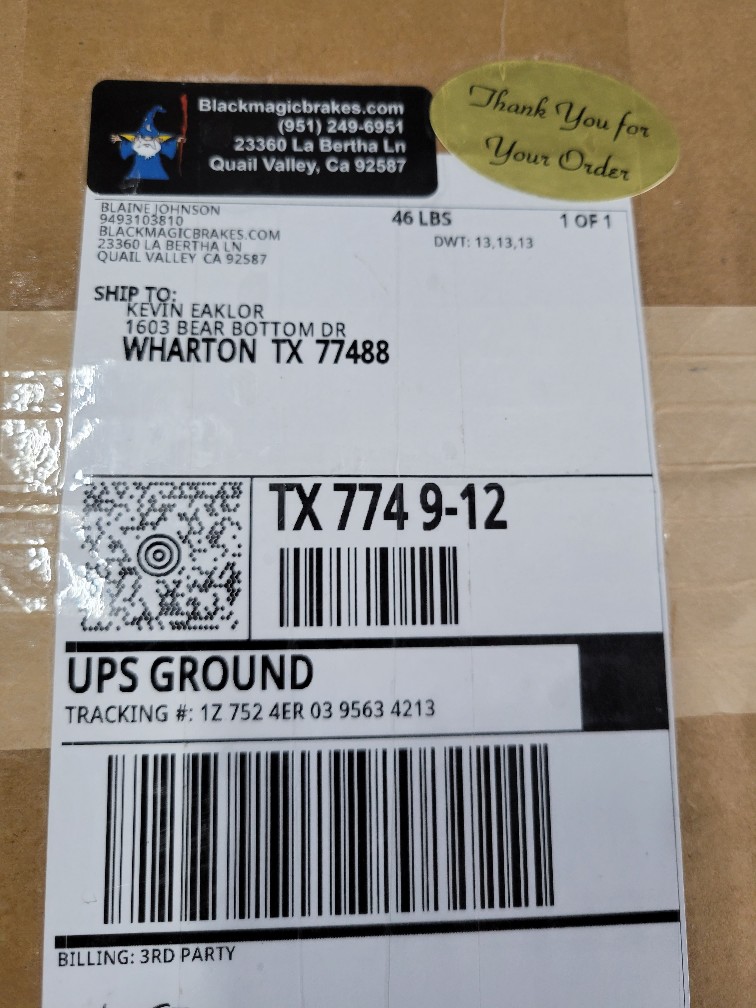 Blackmagicbrakes.com
(951) 249-6951
23360 La Bertha Ln
Quail Valley, Ca 92587
Thank You for
Your Order
BLAINE JOHNSON
9493103810
BLACKMAGICBRAKES.COM
23360 LA BERTHA LN
QUAIL VALLEY CA 92587
46 LBS
1 OF 1
DWT: 13,13,13
SHIP TO:
KEVIN EAKLOR
1603 BEAR BOTTOM DR
WHARTON TX 77488
TX 774 9-12
UPS GROUND
TRACKING #: 1Z 752 4ER 03 9563 4213
BILLING: 3RD PARTY